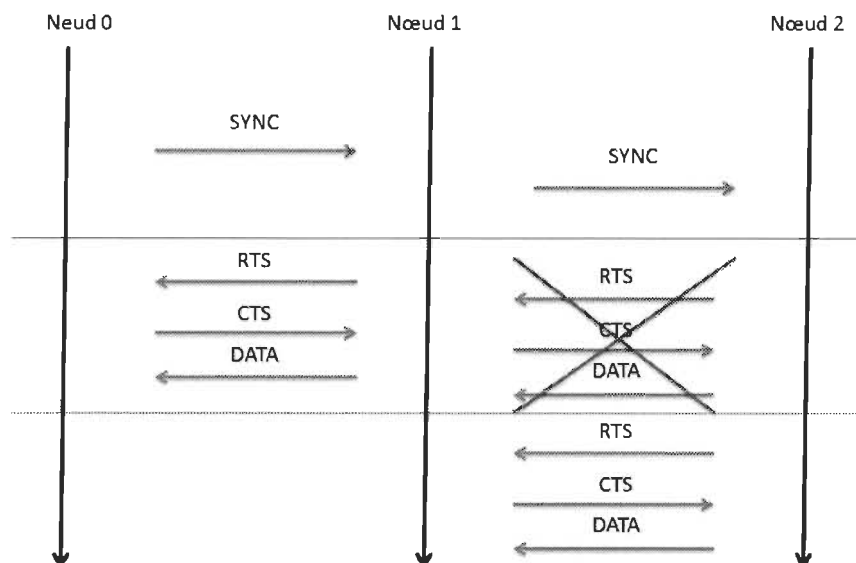 Neud 0
Nœud 1
Nœud 2
SYNC
SYNC
RTS
CTS
DATA
RTS
CTS
DATA
RTS
CTS
DATA